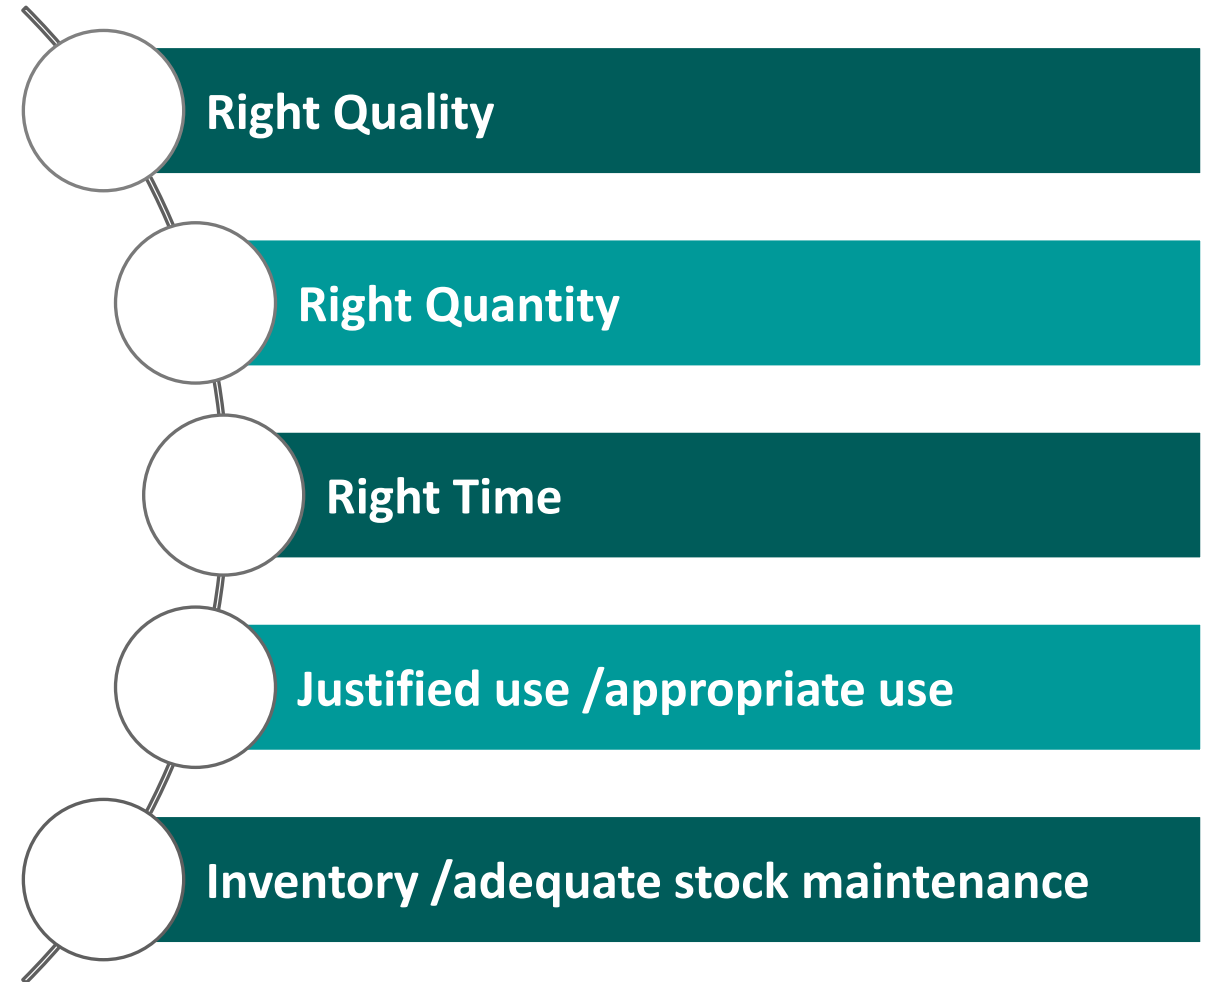 Right Quality
Right Quantity
Right Time
Justified use /appropriate use
Inventory /adequate stock maintenance